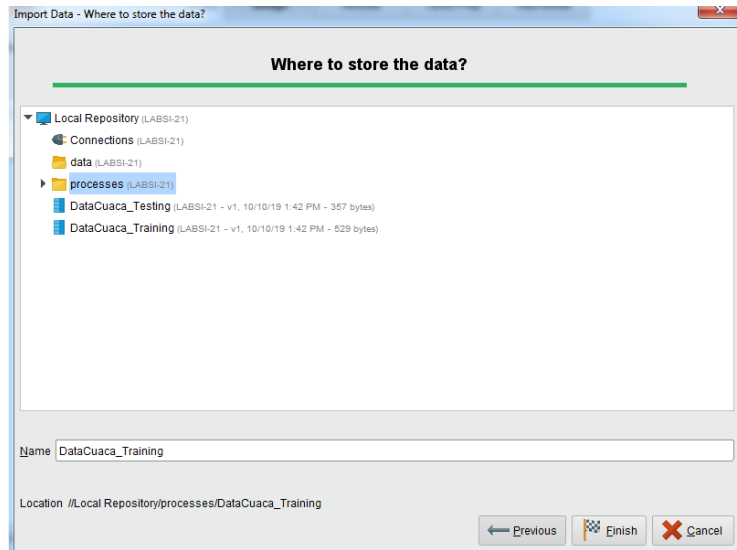 Import Data - Where to store the data?
Where to store the data?
Local Repository (LABSI-21)
Connections (LABSI-21)
data (LABSI-21)
processes (LABSI-21)
DataCuaca_Testing (LABSI-21 - v1, 10/10/19 1:42 PM - 357 bytes)
DataCuaca_Training (LABSI-21 - v1, 10/10/19 1:42 PM - 529 bytes)
Name DataCuaca_Training
Location //Local Repository/processes/DataCuaca_Training
Previous Finish Cancel